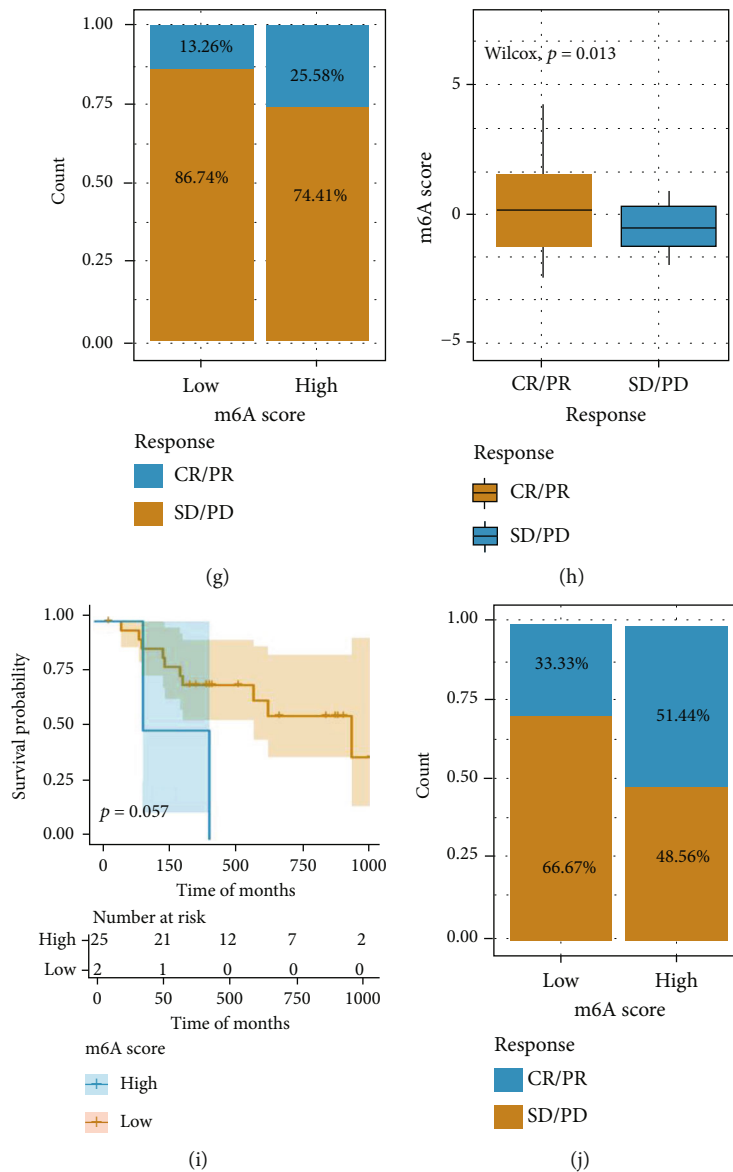 1.00
0.75
0.50
0.25
0.00
Count
13.26%
25.58%
86.74%
74.41%
Low
High
m6A score
Response
CR/PR
SD/PD
(g)
Wilcox, p = 0.013
5
0
−5
m6A score
CR/PR
SD/PD
Response
Response
CR/PR
SD/PD
(h)
1.00
0.75
0.50
0.25
0.00
Survival probability
p = 0.057
0 150 500 750 1000
Time of months
Number at risk
High 25 21 12 7 2
Low 2 1 0 0 0
0 50 500 750 1000
Time of months
m6A score
High
Low
(i)
1.00
0.75
0.50
0.25
0.00
Count
33.33%
51.44%
66.67%
48.56%
Low
High
m6A score
Response
CR/PR
SD/PD
(j)